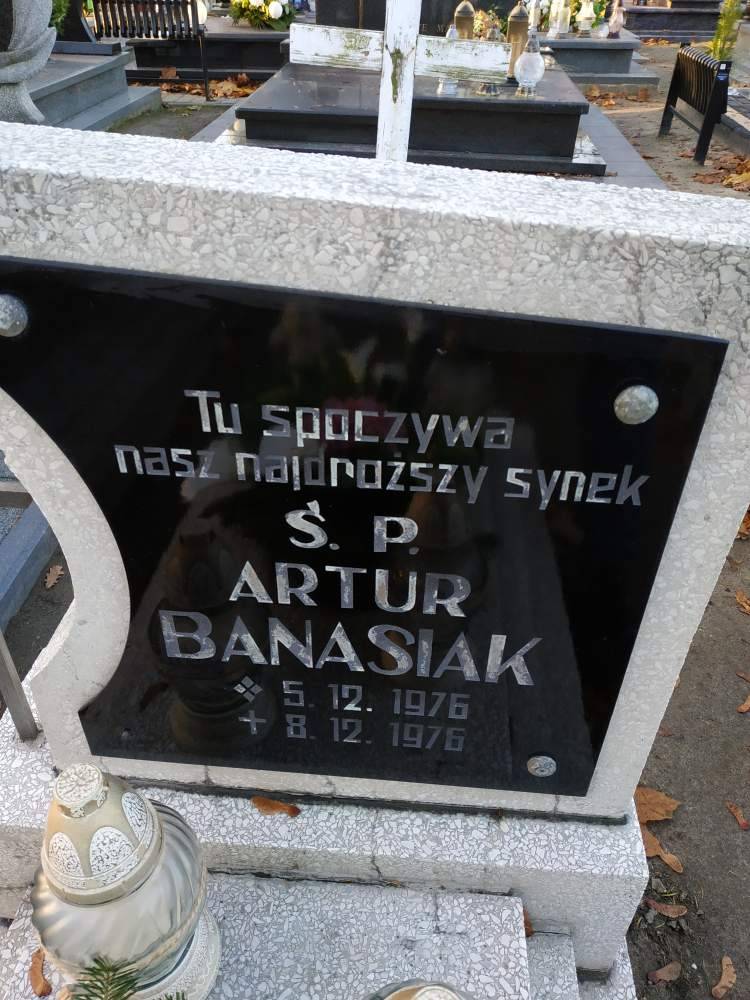 Tu spoczywa
nasz najdroższy synek
Ś. P.
ARTUR
BANASIAK
5. 12. 1976
8. 12. 1976